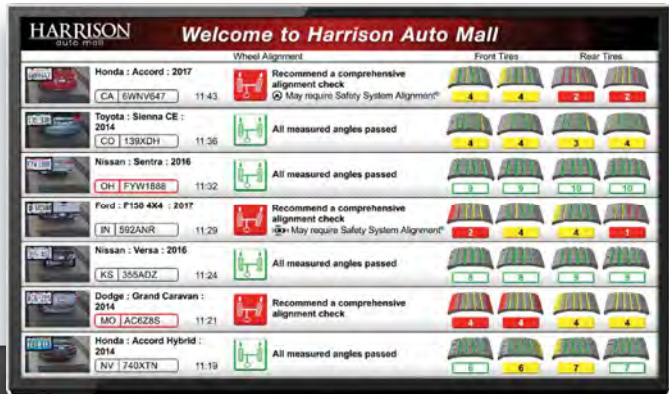 HARRISON
auto mall
Welcome to Harrison Auto Mall
Wheel Alignment Front Tires Rear Tires
Honda : Accord : 2017
CA 6WNV647 11:43
Recommend a comprehensive
alignment check
May require Safety System Alignment®
4 4 2 2
Toyota : Sienna CE :
2014
CO 139XDH 11:36
All measured angles passed
4 4 3 4
Nissan : Sentra : 2016
OH FYW1888 11:32
All measured angles passed
9 9 10 10
Ford : F150 4X4 : 2017
IN 592ANR 11:29
Recommend a comprehensive
alignment check
May require Safety System Alignment®
2 4 4 1
Nissan : Versa : 2016
KS 355ADZ 11:24
All measured angles passed
8 8 9 9
Dodge : Grand Caravan :
2014
MO AC6Z8S 11:21
Recommend a comprehensive
alignment check
4 4 4 4
Honda : Accord Hybrid :
2014
NV 740XTN 11:19
All measured angles passed
6 6 7 7